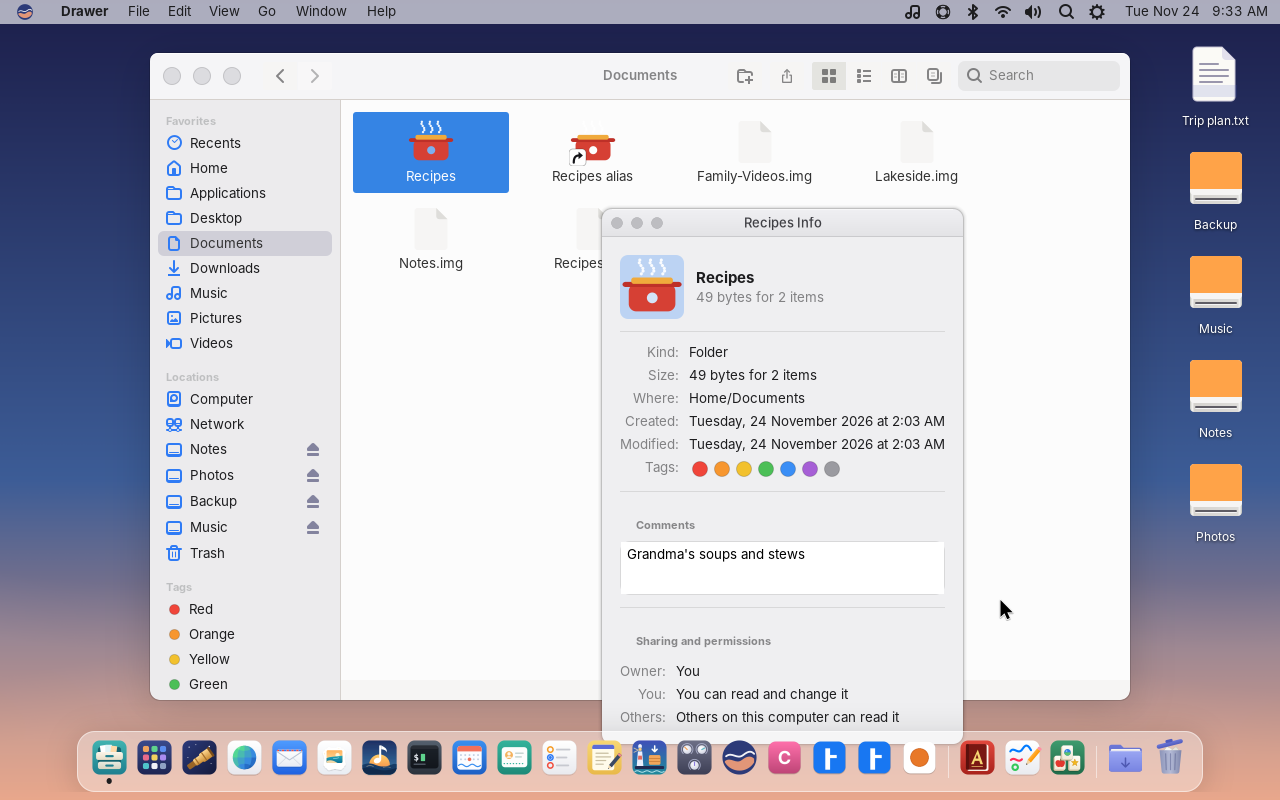 Drawer File Edit View Go Window Help Tue Nov 24 9:33 AM
Documents Search
Favorites
Recents
Home
Applications
Desktop
Documents
Downloads
Music
Pictures
Videos
Locations
Computer
Network
Notes
Photos
Backup
Music
Trash
Tags
Red
Orange
Yellow
Green
Recipes Recipes alias Family-Videos.img Lakeside.img
Notes.img Recipes
Recipes Info
Recipes
49 bytes for 2 items
Kind: Folder
Size: 49 bytes for 2 items
Where: Home/Documents
Created: Tuesday, 24 November 2026 at 2:03 AM
Modified: Tuesday, 24 November 2026 at 2:03 AM
Tags:
Comments
Grandma's soups and stews
Sharing and permissions
Owner: You
You: You can read and change it
Others: Others on this computer can read it
Trip plan.txt
Backup
Music
Notes
Photos
$
C
A